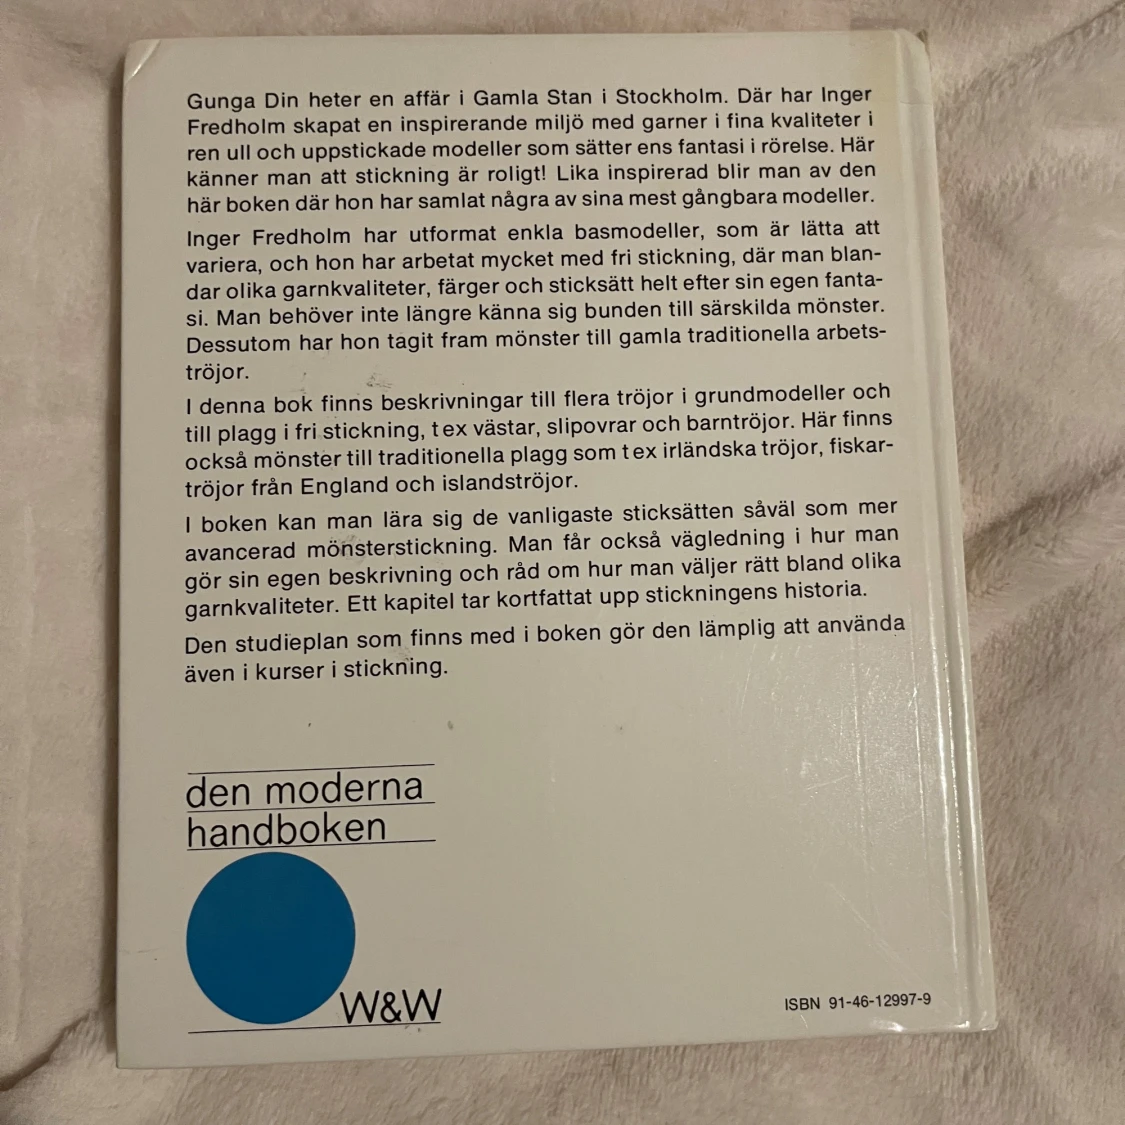 Gunga Din heter en affär i Gamla Stan i Stockholm. Där har Inger
Fredholm skapat en inspirerande miljö med garner i fina kvaliteter i
ren ull och uppstickade modeller som sätter ens fantasi i rörelse. Här
känner man att stickning är roligt! Lika inspirerad blir man av den
här boken där hon har samlat några av sina mest gångbara modeller.
Inger Fredholm har utformat enkla basmodeller, som är lätta att
variera, och hon har arbetat mycket med fri stickning, där man blan-
dar olika garnkvaliteter, färger och sticksätt helt efter sin egen fanta-
si. Man behöver inte längre känna sig bunden till särskilda mönster.
Dessutom har hon tagit fram mönster till gamla traditionella arbets-
tröjor.
I denna bok finns beskrivningar till flera tröjor i grundmodeller och
till plagg i fri stickning, t ex västar, slipovrar och barntröjor. Här finns
också mönster till traditionella plagg som t ex irländska tröjor, fiskar-
tröjor från England och islandströjor.
I boken kan man lära sig de vanligaste sticksätten såväl som mer
avancerad mönsterstickning. Man får också vägledning i hur man
gör sin egen beskrivning och råd om hur man väljer rätt bland olika
garnkvaliteter. Ett kapitel tar kortfattat upp stickningens historia.
Den studieplan som finns med i boken gör den lämplig att använda
även i kurser i stickning.
den moderna
handboken
W&W
ISBN 91-46-12997-9